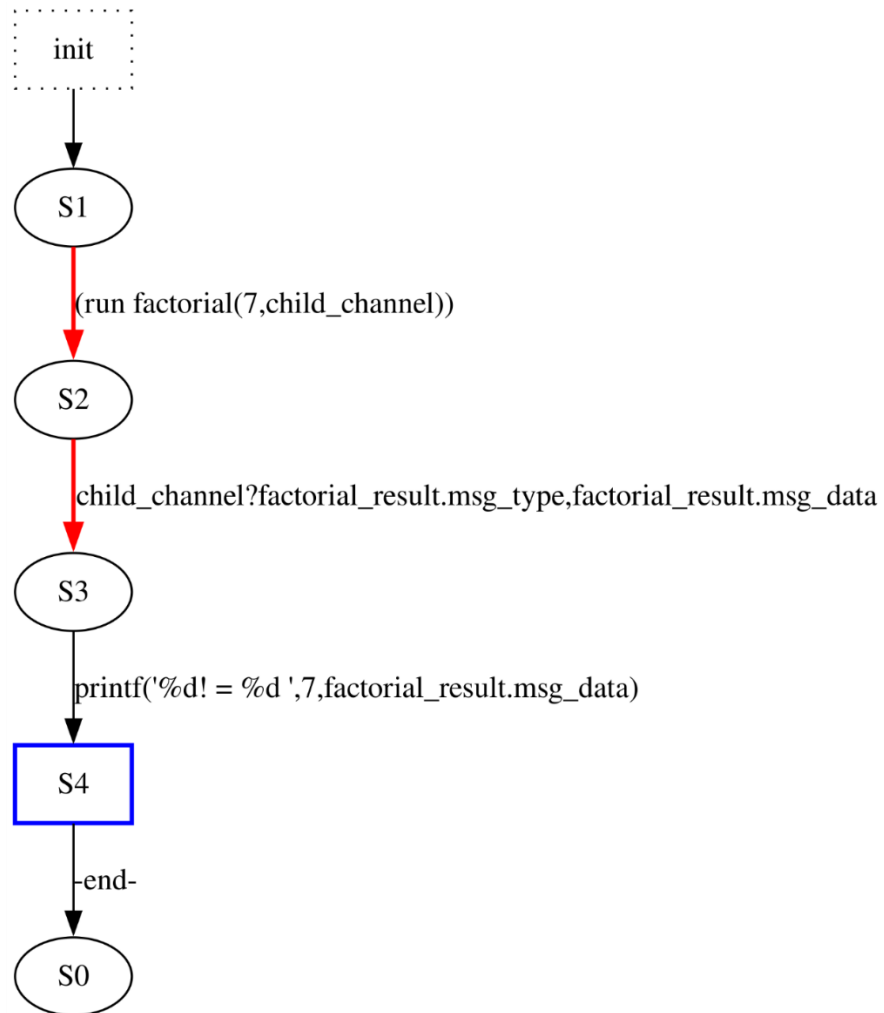 init
S1
(run factorial(7,child_channel))
S2
child_channel?factorial_result.msg_type,factorial_result.msg_data
S3
printf('%d! = %d ',7,factorial_result.msg_data)
S4
-end-
S0